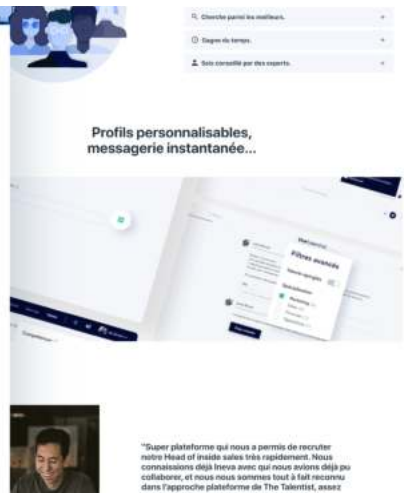 Cherche parmi les meilleurs.
Gagne du temps.
Sois conseillé par des experts.
Profils personnalisables,
messagerie instantanée...
Filtres avancés
Spécialisation
Marketing
Compétences
"Super plateforme qui nous a permis de recruter
notre Head of inside sales très rapidement. Nous
connaissions déjà Ineva avec qui nous avions déjà pu
collaborer, et nous nous sommes tout à fait reconnu
dans l'approche plateforme de The Talentist, assez